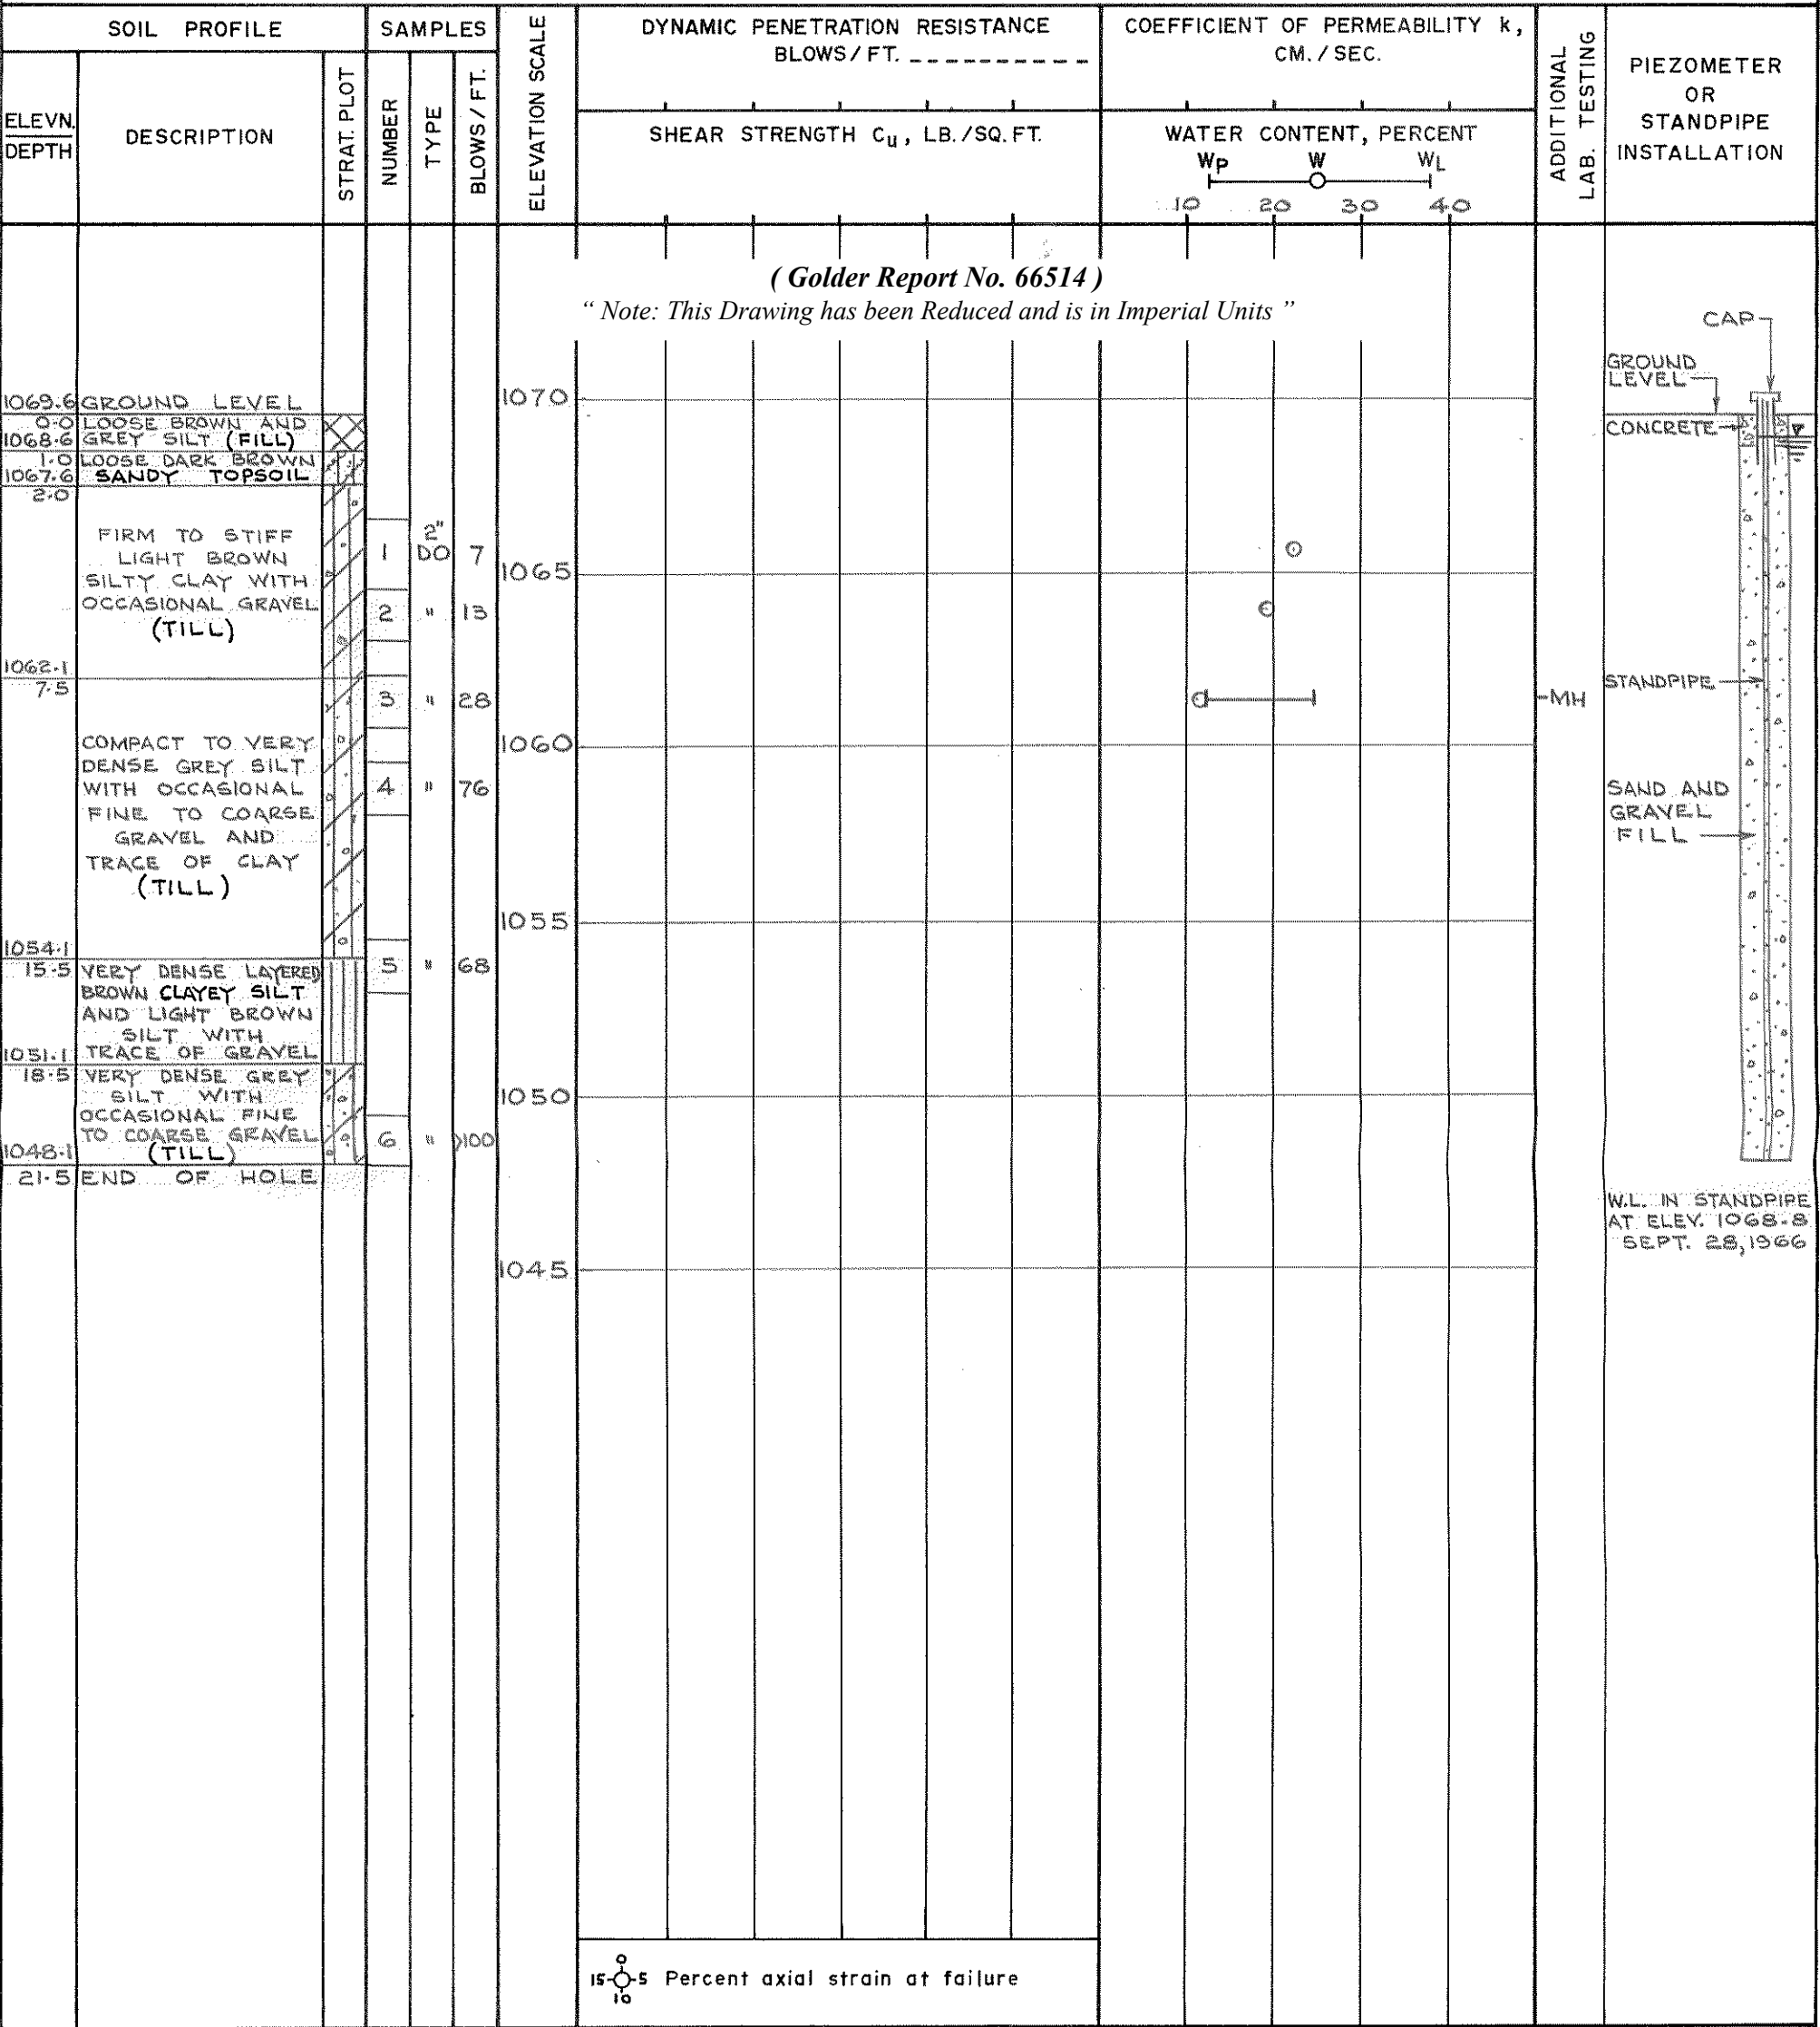 SOIL PROFILE
SAMPLES
ELEVATION SCALE
DYNAMIC PENETRATION RESISTANCE
BLOWS/FT. ----------
COEFFICIENT OF PERMEABILITY k,
CM./SEC.
ADDITIONAL
LAB. TESTING
PIEZOMETER
OR
STANDPIPE
INSTALLATION
ELEVN.
DEPTH
DESCRIPTION
STRAT. PLOT
NUMBER
TYPE
BLOWS/FT.
SHEAR STRENGTH Cu, LB./SQ.FT.
WATER CONTENT, PERCENT
WP W WL
10 20 30 40
( Golder Report No. 66514 )
“ Note: This Drawing has been Reduced and is in Imperial Units ”
1069.6 GROUND LEVEL
0.0 LOOSE BROWN AND
1068.6 GREY SILT (FILL)
1.0 LOOSE DARK BROWN
1067.6 SANDY TOPSOIL
2.0
FIRM TO STIFF
LIGHT BROWN
SILTY CLAY WITH
OCCASIONAL GRAVEL
(TILL)
1062.1
7.5
COMPACT TO VERY
DENSE GREY SILT
WITH OCCASIONAL
FINE TO COARSE
GRAVEL AND
TRACE OF CLAY
(TILL)
1054.1
15.5 VERY DENSE LAYERED
BROWN CLAYEY SILT
AND LIGHT BROWN
SILT WITH
1051.1 TRACE OF GRAVEL
18.5 VERY DENSE GREY
SILT WITH
OCCASIONAL FINE
TO COARSE GRAVEL
1048.1 (TILL)
21.5 END OF HOLE
1 2" DO 7
2 " 13
3 " 28
4 " 76
5 " 68
6 " >100
1070
1065
1060
1055
1050
1045
-MH
CAP
GROUND
LEVEL
CONCRETE
STANDPIPE
SAND AND
GRAVEL
FILL
W.L. IN STANDPIPE
AT ELEV. 1068.8
SEPT. 28, 1966
0
15 5 Percent axial strain at failure
10